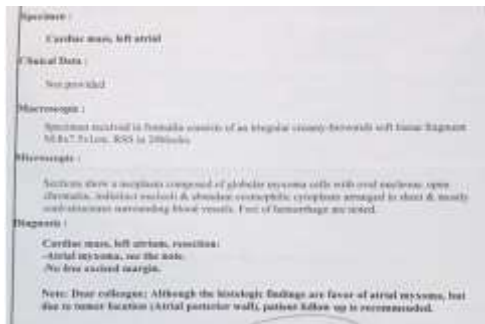 Specimen :
Cardiac mass, left atrial
Clinical Data :
Not provided
Macroscopic :
Specimen received in formalin consists of an irregular creamy-brownish soft tissue fragment
Microscopic :
Sections show a neoplasm composed of globular myxoma cells with oval nucleous, open
chromatin, indistinct nucleoli & abundant eosinophilic cytoplasm arranged in sheet & mostly
cord-structures surrounding blood vessels. Foci of hemorrhage are noted.
Diagnosis :
Cardiac mass, left atrium, resection:
-Atrial myxoma, see the note.
-No free excised margin.
Note: Dear colleague; Although the histologic findings are favor of atrial myxoma, but
due to tumor location (Atrial posterior wall), patient follow up is recommended.